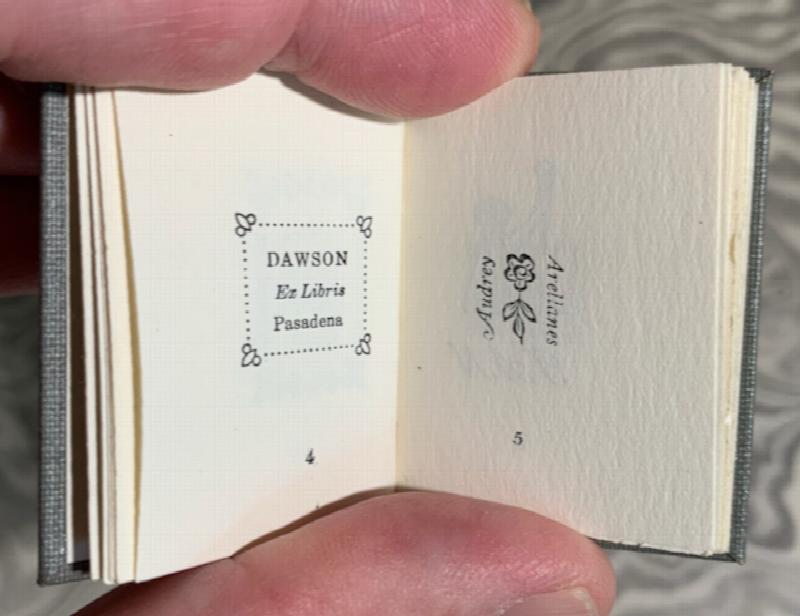 DAWSON
Ex Libris
Pasadena
4
Audrey
Arellanes
5